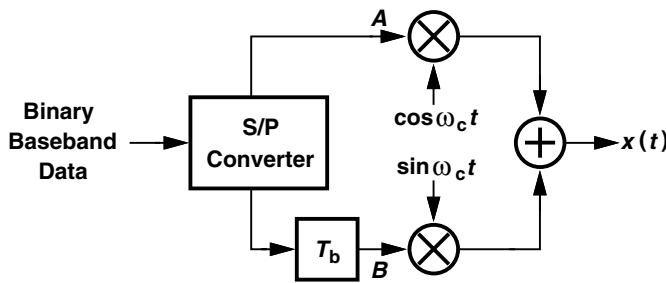 A
Binary
Baseband
Data
S/P
Converter
cos ω_c t
sin ω_c t
x(t)
T_b
B